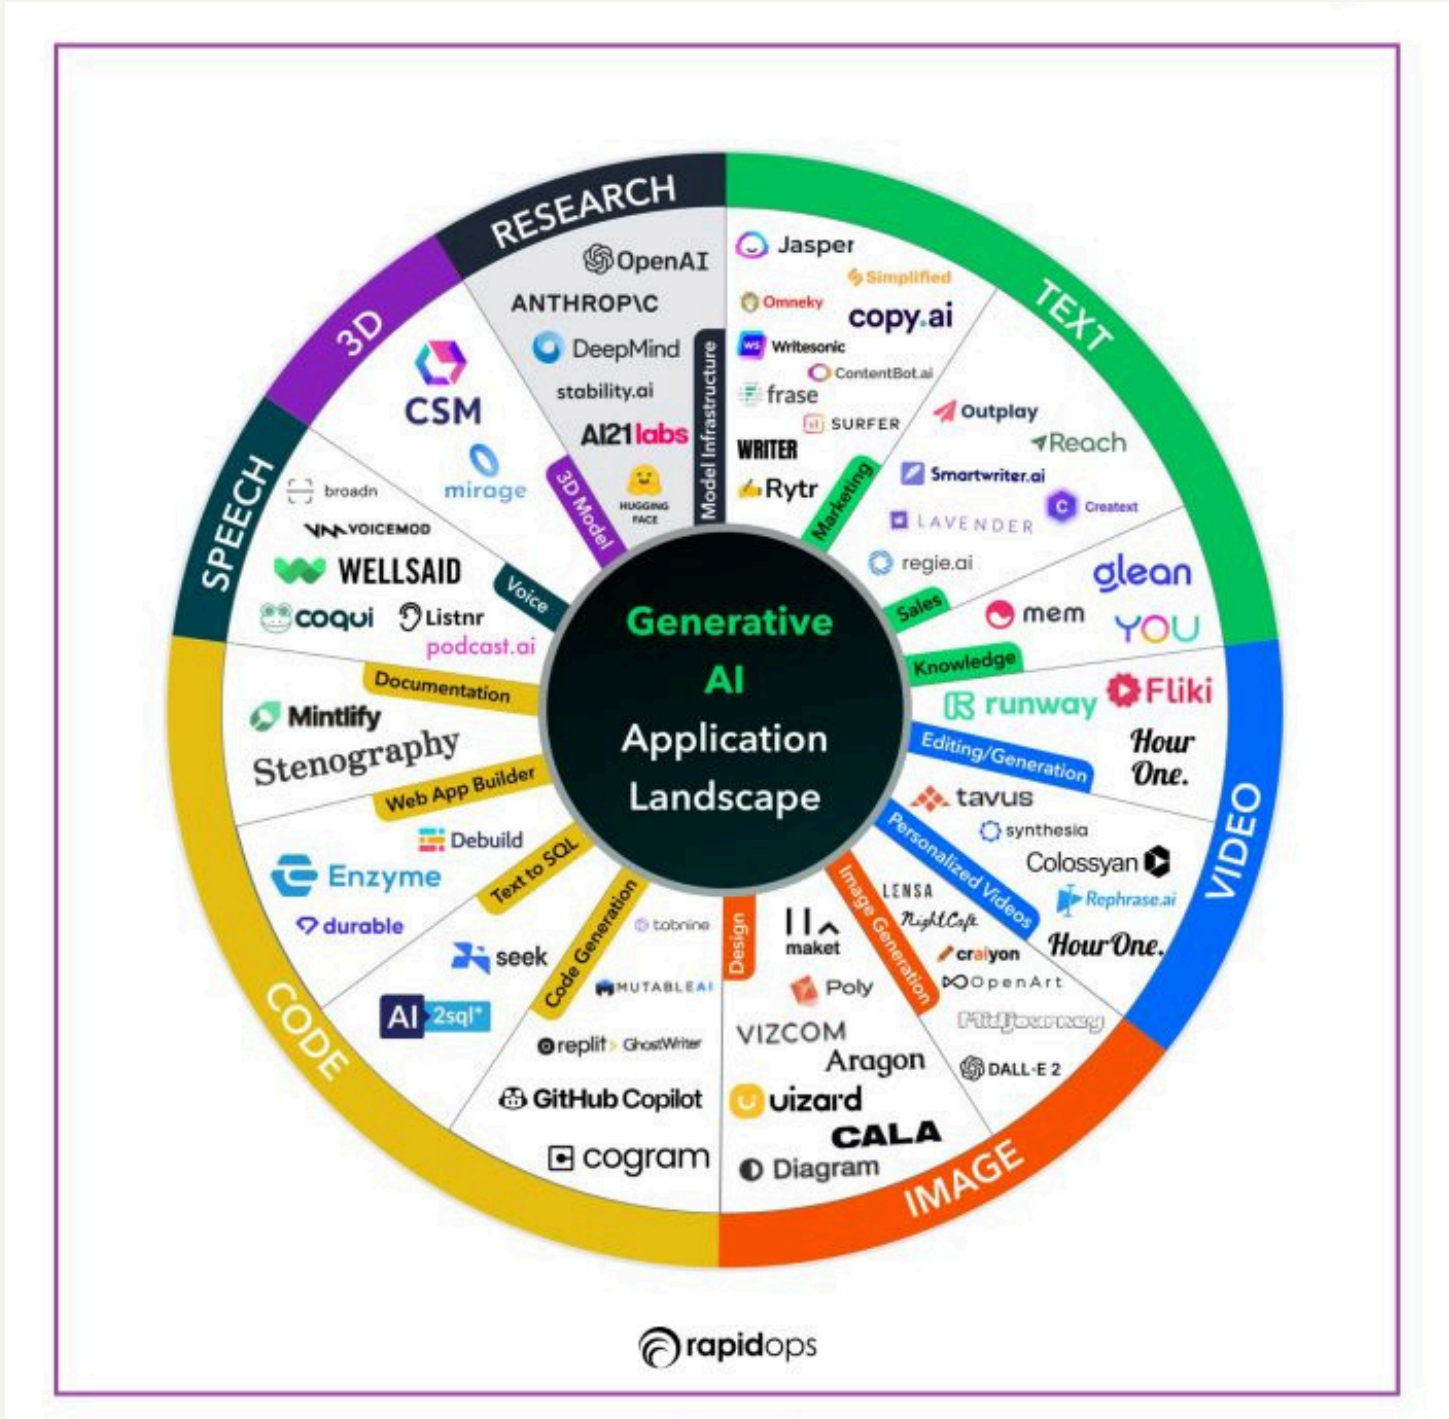 RESEARCH
OpenAI
ANTHROP\C
DeepMind
stability.ai
AI21labs
HUGGING
FACE
Model Infrastructure
TEXT
Jasper
Simplified
Omneky
copy.ai
WS
Writesonic
ContentBot.ai
frase
SURFER
WRITER
Rytr
Marketing
Outplay
Reach
Smartwriter.ai
C
Creatext
LAVENDER
regie.ai
Sales
glean
mem
YOU
Knowledge
VIDEO
runway
Fliki
Hour
One.
Editing/Generation
tavus
synthesia
Colossyan
Rephrase.ai
HourOne.
Personalized Videos
IMAGE
LENSA
NightCafe
craiyon
OpenArt
Midjourney
DALL·E 2
Image Generation
maket
Poly
VIZCOM
Aragon
uizard
CALA
Diagram
Design
CODE
tabnine
MUTABLEAI
replit GhostWriter
GitHub Copilot
cogram
Code Generation
seek
AI 2sql*
Text to SQL
Debuild
Enzyme
durable
Web App Builder
Mintlify
Stenography
Documentation
SPEECH
broadn
VOICEMOD
WELLSAID
coqui
Listnr
podcast.ai
Voice
3D
CSM
mirage
3D Model
Generative
AI
Application
Landscape
rapidops